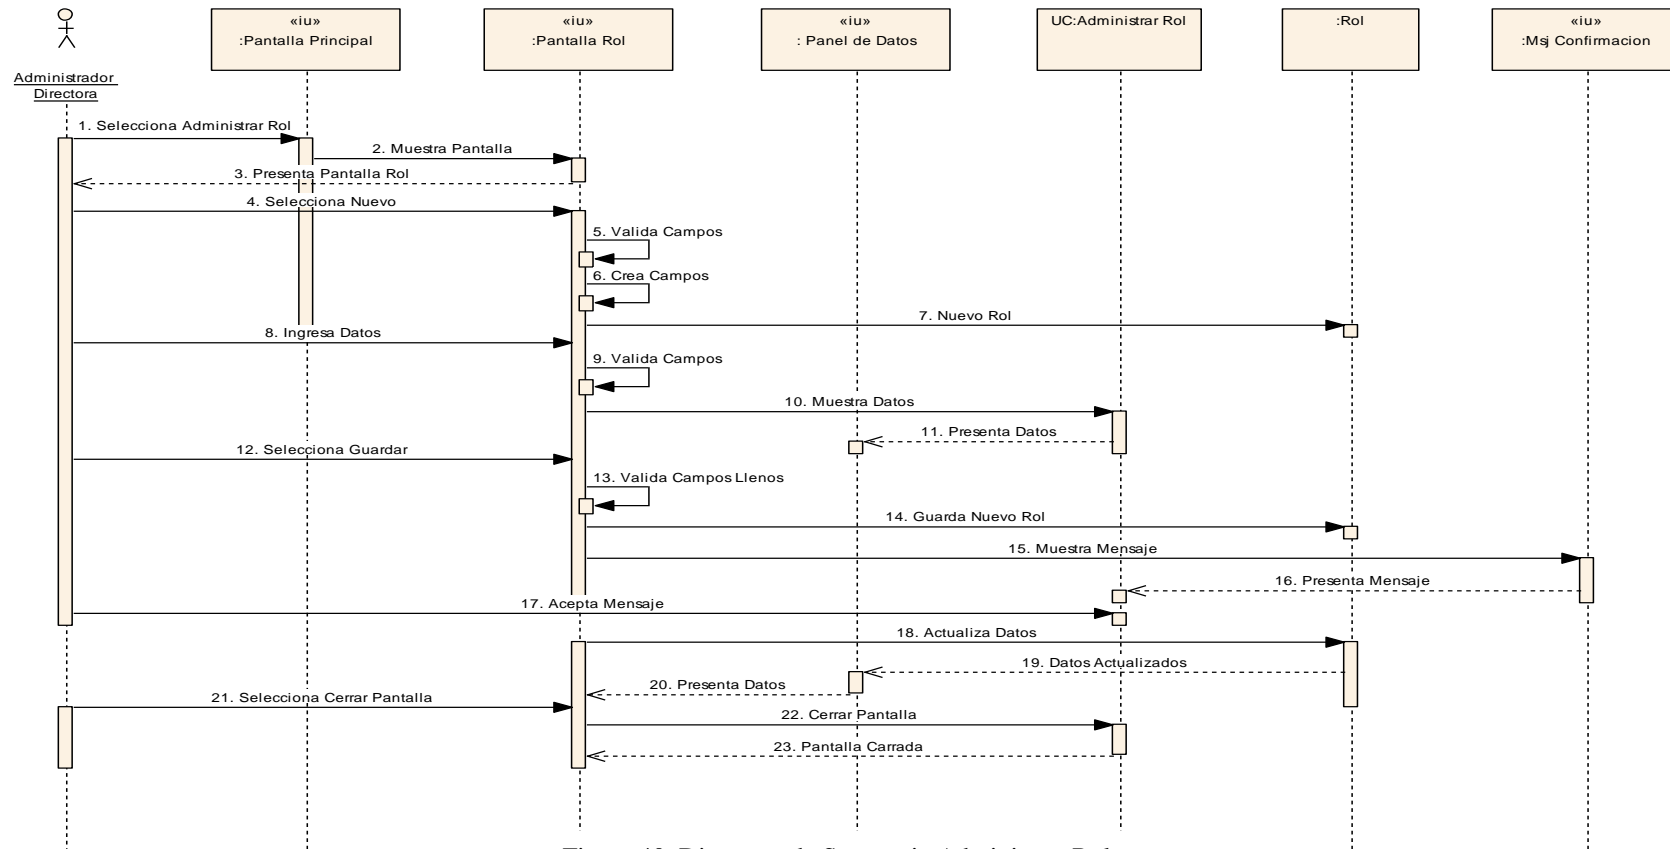 «iu»
:Pantalla Principal
«iu»
:Pantalla Rol
«iu»
: Panel de Datos
UC:Administrar Rol
:Rol
«iu»
:Msj Confirmacion
Administrador
Directora
1. Selecciona Administrar Rol
2. Muestra Pantalla
3. Presenta Pantalla Rol
4. Selecciona Nuevo
5. Valida Campos
6. Crea Campos
7. Nuevo Rol
8. Ingresa Datos
9. Valida Campos
10. Muestra Datos
11. Presenta Datos
12. Selecciona Guardar
13. Valida Campos Llenos
14. Guarda Nuevo Rol
15. Muestra Mensaje
16. Presenta Mensaje
17. Acepta Mensaje
18. Actualiza Datos
19. Datos Actualizados
20. Presenta Datos
21. Selecciona Cerrar Pantalla
22. Cerrar Pantalla
23. Pantalla Carrada